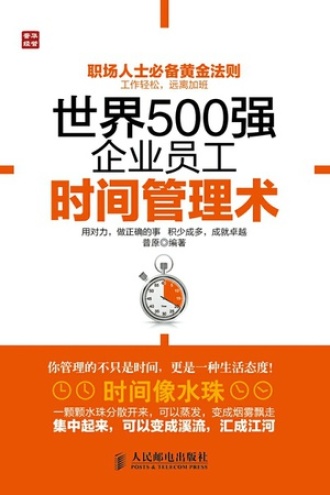 普华
经管
职场人士必备黄金法则
工作轻松，远离加班
世界500强
企业员工
时间管理术
用对力，做正确的事 积少成多，成就卓越
昔原◎编著
你管理的不只是时间，更是一种生活态度！
时间像水珠
一颗颗水珠分散开来，可以蒸发，变成烟雾飘走
集中起来，可以变成溪流，汇成江河
人民邮电出版社
POSTS & TELECOM PRESS